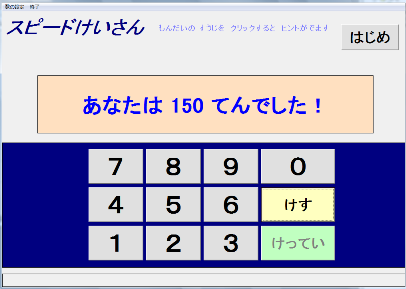 終了
スピードけいさん
もんだいの すうじを クリックすると ヒントがでます
はじめ
あなたは 150 てんでした！
7 8 9 0
4 5 6 けす
1 2 3 けってい